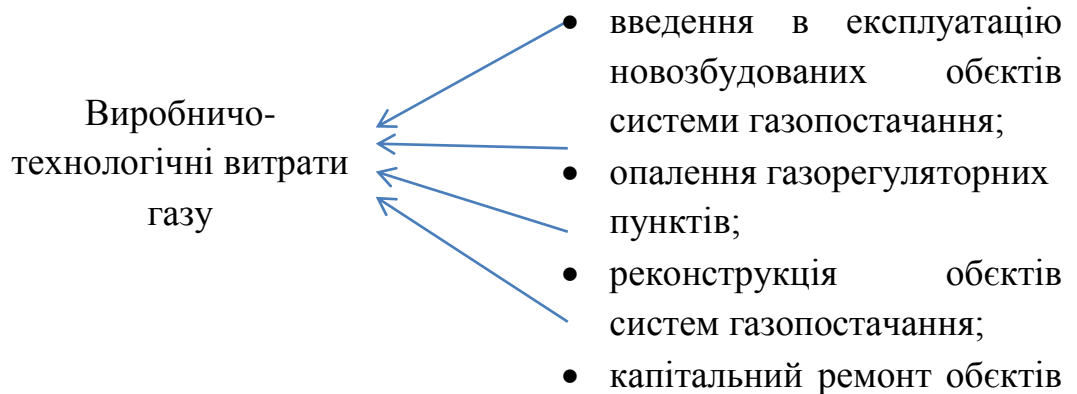 Виробничо-
технологічні витрати
газу
• введення в експлуатацію
новозбудованих обєктів
системи газопостачання;
• опалення газорегуляторних
пунктів;
• реконструкція обєктів
систем газопостачання;
• капітальний ремонт обєктів